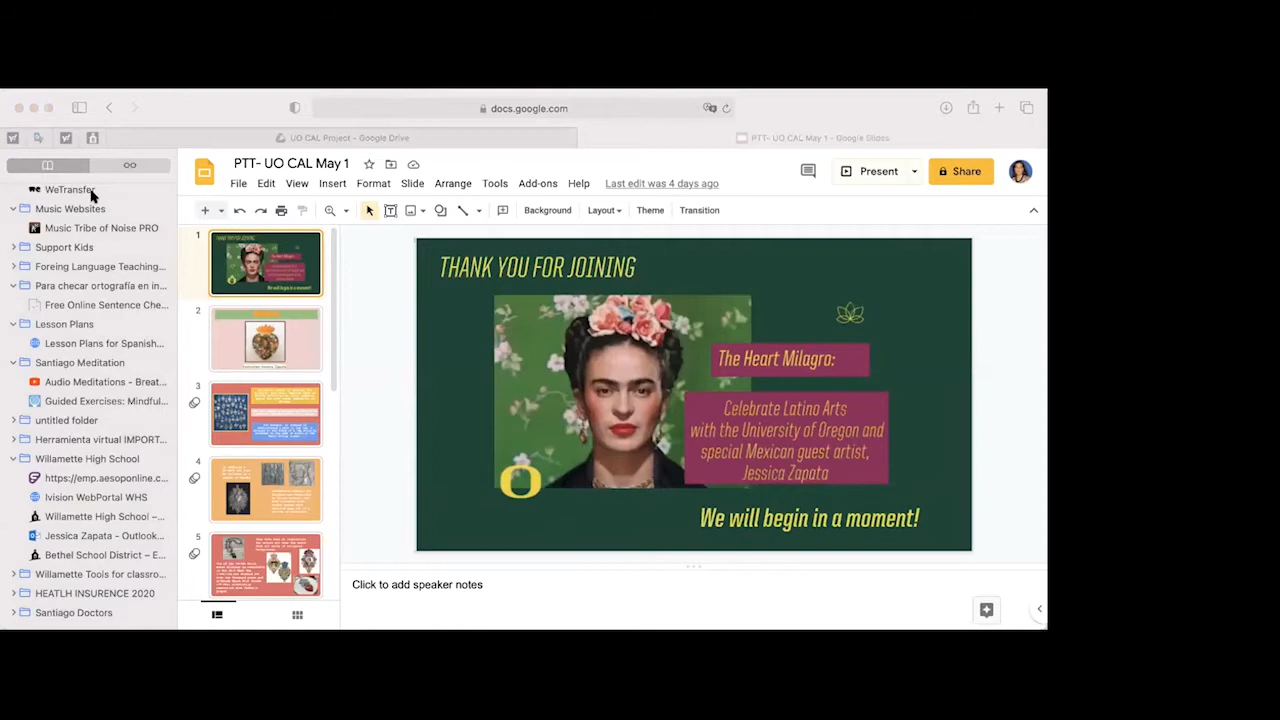 docs.google.com
UO CAL Project - Google Drive
PTT- UO CAL May 1 - Google Slides
WeTransfer
Music Websites
Music Tribe of Noise PRO
Support Kids
Foreing Language Teaching...
Para checar ortografía en in...
Free Online Sentence Che...
Lesson Plans
Lesson Plans for Spanish...
Santiago Meditation
Audio Meditations - Breat...
Guided Exercises: Mindful...
untitled folder
Herramienta virtual IMPORT...
Willamette High School
https://emp.aesoponline.c...
Ivision WebPortal WHS
Willamette High School –...
Jessica Zapata - Outlook...
Bethel School District – E...
Willamette Tools for classro...
HEATLH INSURENCE 2020
Santiago Doctors
PTT- UO CAL May 1
File Edit View Insert Format Slide Arrange Tools Add-ons Help Last edit was 4 days ago
Present
Share
Background Layout Theme Transition
1
2
3
4
5
THANK YOU FOR JOINING
The Heart Milagro:
Celebrate Latino Arts
with the University of Oregon and
special Mexican guest artist,
Jessica Zapata
We will begin in a moment!
Click to add speaker notes